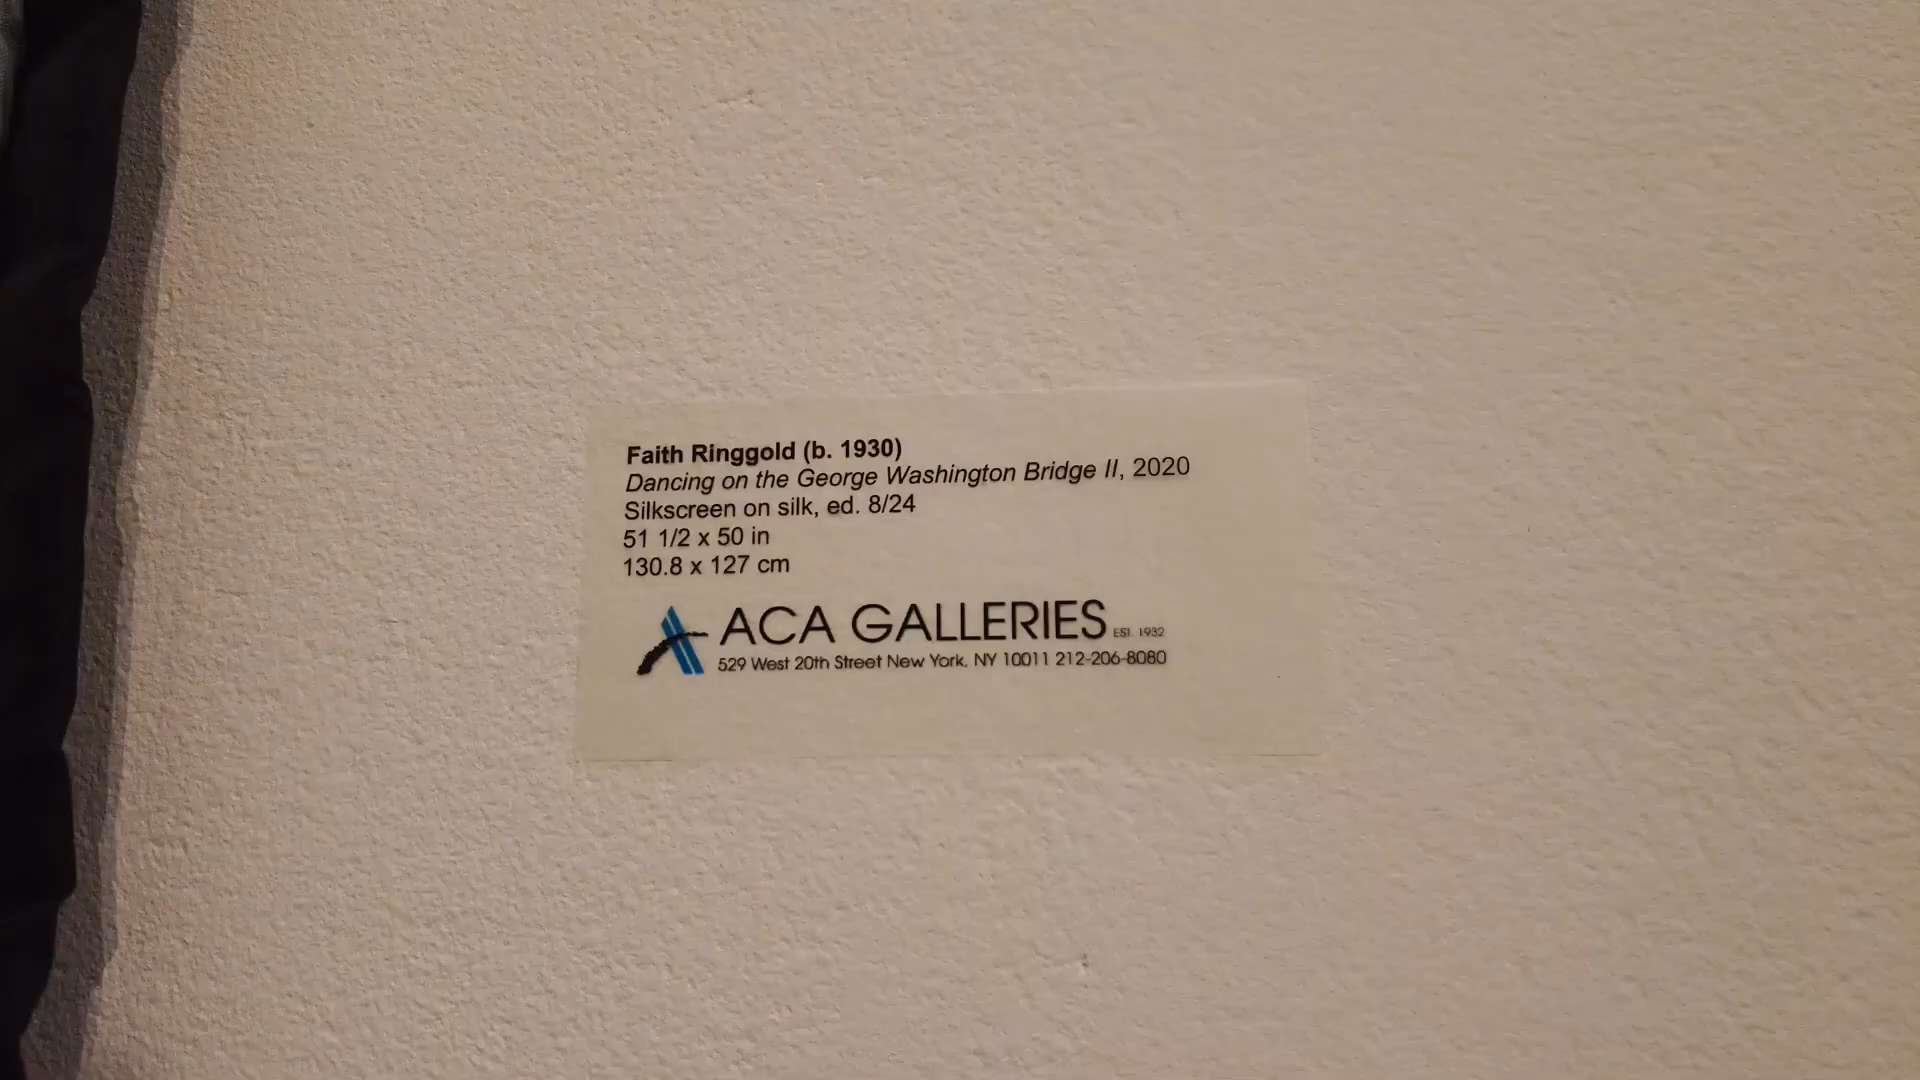 Faith Ringgold (b. 1930)
Dancing on the George Washington Bridge II, 2020
Silkscreen on silk, ed. 8/24
51 1/2 x 50 in
130.8 x 127 cm
ACA GALLERIES EST. 1932
529 West 20th Street New York, NY 10011 212-206-8080